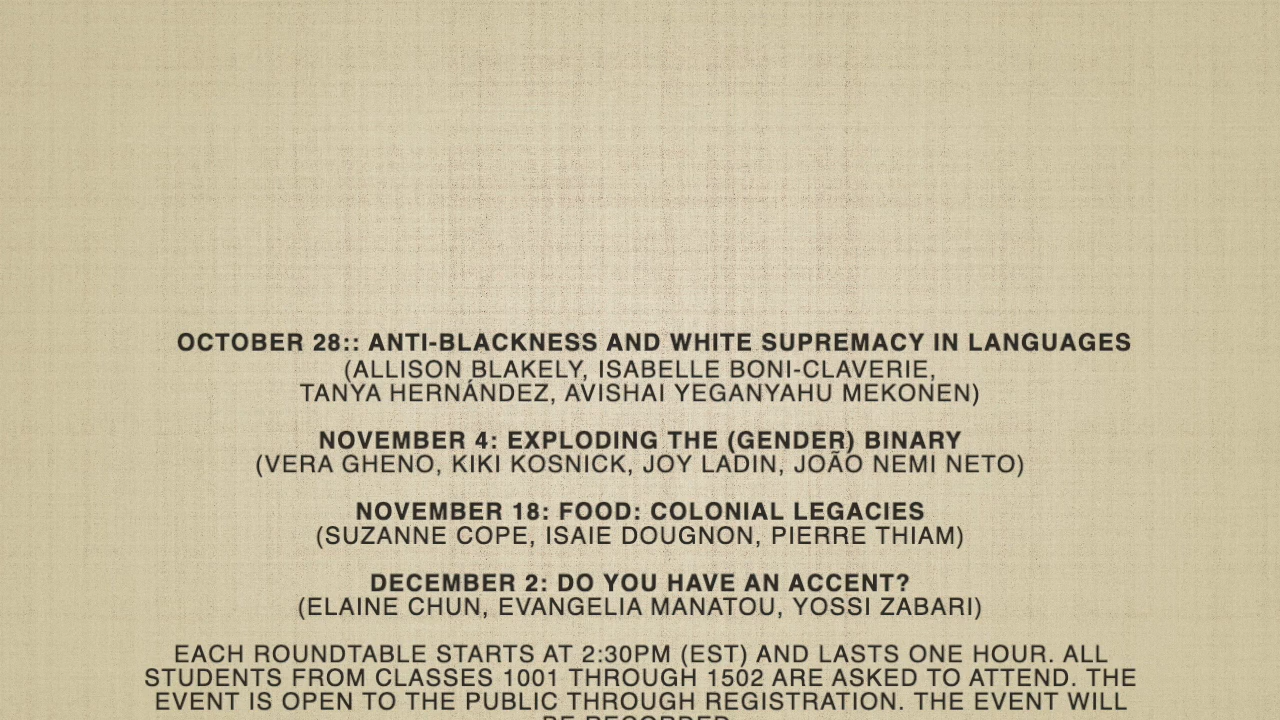 OCTOBER 28:: ANTI-BLACKNESS AND WHITE SUPREMACY IN LANGUAGES
(ALLISON BLAKELY, ISABELLE BONI-CLAVERIE,
TANYA HERNÁNDEZ, AVISHAI YEGANYAHU MEKONEN)
NOVEMBER 4: EXPLODING THE (GENDER) BINARY
(VERA GHENO, KIKI KOSNICK, JOY LADIN, JOÃO NEMI NETO)
NOVEMBER 18: FOOD: COLONIAL LEGACIES
(SUZANNE COPE, ISAIE DOUGNON, PIERRE THIAM)
DECEMBER 2: DO YOU HAVE AN ACCENT?
(ELAINE CHUN, EVANGELIA MANATOU, YOSSI ZABARI)
EACH ROUNDTABLE STARTS AT 2:30PM (EST) AND LASTS ONE HOUR. ALL
STUDENTS FROM CLASSES 1001 THROUGH 1502 ARE ASKED TO ATTEND. THE
EVENT IS OPEN TO THE PUBLIC THROUGH REGISTRATION. THE EVENT WILL